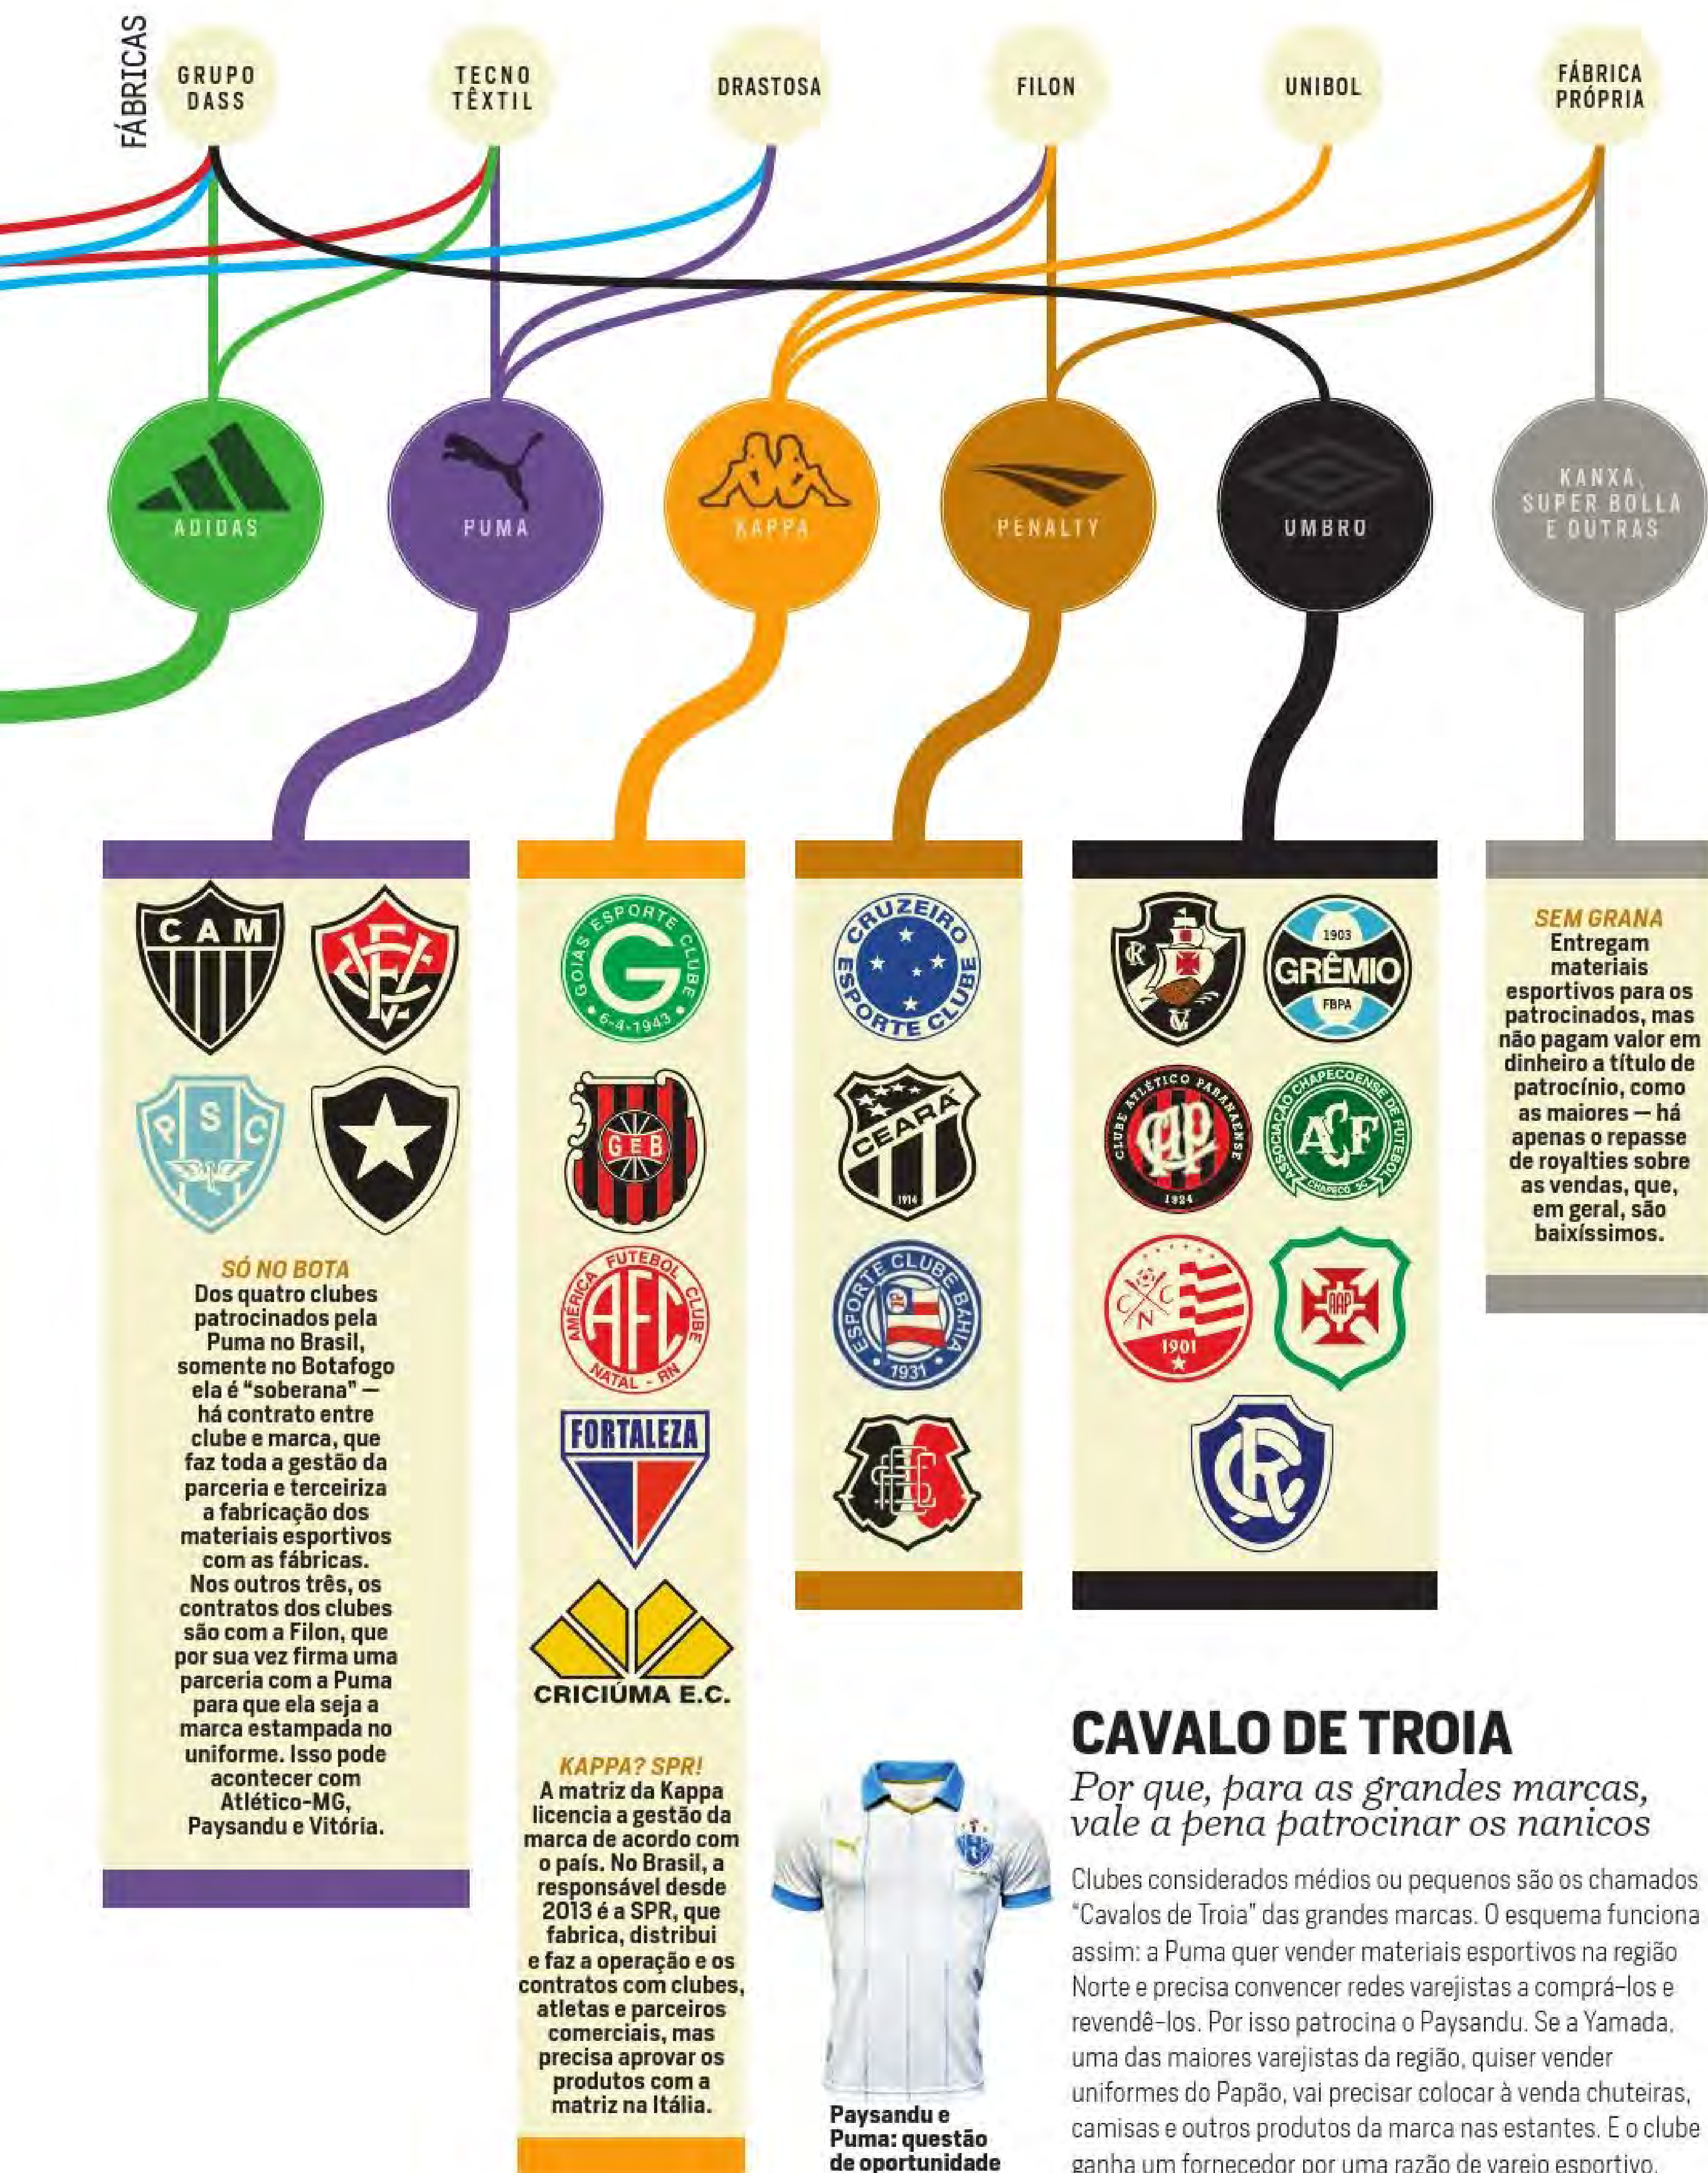 FÁBRICAS
GRUPO
DASS
TECNO
TÊXTIL
DRASTOSA
FILON
UNIBOL
FÁBRICA
PRÓPRIA
ADIDAS
PUMA
KAPPA
PENALTY
UMBRO
KANXA,
SUPER BOLLA
E OUTRAS
CAM
PSC
SÓ NO BOTA
Dos quatro clubes
patrocinados pela
Puma no Brasil,
somente no Botafogo
ela é “soberana” —
há contrato entre
clube e marca, que
faz toda a gestão da
parceria e terceiriza
a fabricação dos
materiais esportivos
com as fábricas.
Nos outros três, os
contratos dos clubes
são com a Filon, que
por sua vez firma uma
parceria com a Puma
para que ela seja a
marca estampada no
uniforme. Isso pode
acontecer com
Atlético-MG,
Paysandu e Vitória.
GOIÁS ESPORTE CLUBE
G
6-4-1943
GEB
AMÉRICA FUTEBOL CLUBE
AFC
NATAL - RN
FORTALEZA
CRICIÚMA E.C.
KAPPA? SPR!
A matriz da Kappa
licencia a gestão da
marca de acordo com
o país. No Brasil, a
responsável desde
2013 é a SPR, que
fabrica, distribui
e faz a operação e os
contratos com clubes,
atletas e parceiros
comerciais, mas
precisa aprovar os
produtos com a
matriz na Itália.
CRUZEIRO
ESPORTE CLUBE
CEARÁ
1914
ESPORTE CLUBE BAHIA
1931
1903
GRÊMIO
FBPA
CLUBE ATLÉTICO PARANAENSE
CAP
1924
ASSOCIAÇÃO CHAPECOENSE DE FUTEBOL
ACF
CHAPECÓ SC
CNC
1901
AAP
SEM GRANA
Entregam
materiais
esportivos para os
patrocinados, mas
não pagam valor em
dinheiro a título de
patrocínio, como
as maiores — há
apenas o repasse
de royalties sobre
as vendas, que,
em geral, são
baixíssimos.
Paysandu e
Puma: questão
de oportunidade
CAVALO DE TROIA
Por que, para as grandes marcas,
vale a pena patrocinar os nanicos
Clubes considerados médios ou pequenos são os chamados
“Cavalos de Troia” das grandes marcas. O esquema funciona
assim: a Puma quer vender materiais esportivos na região
Norte e precisa convencer redes varejistas a comprá-los e
revendê-los. Por isso patrocina o Paysandu. Se a Yamada,
uma das maiores varejistas da região, quiser vender
uniformes do Papão, vai precisar colocar à venda chuteiras,
camisas e outros produtos da marca nas estantes. E o clube
ganha um fornecedor por uma razão de varejo esportivo.